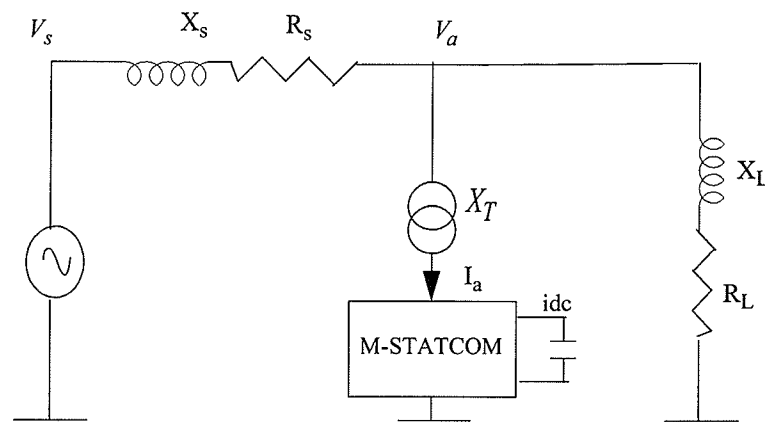 V_s
X_s
R_s
V_a
X_T
X_L
I_a
R_L
idc
M-STATCOM